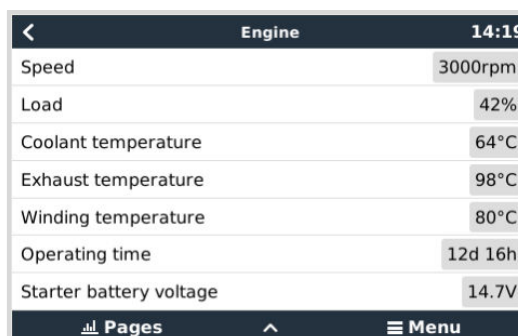 Engine 14:19
Speed 3000rpm
Load 42%
Coolant temperature 64°C
Exhaust temperature 98°C
Winding temperature 80°C
Operating time 12d 16h
Starter battery voltage 14.7V
Pages Menu